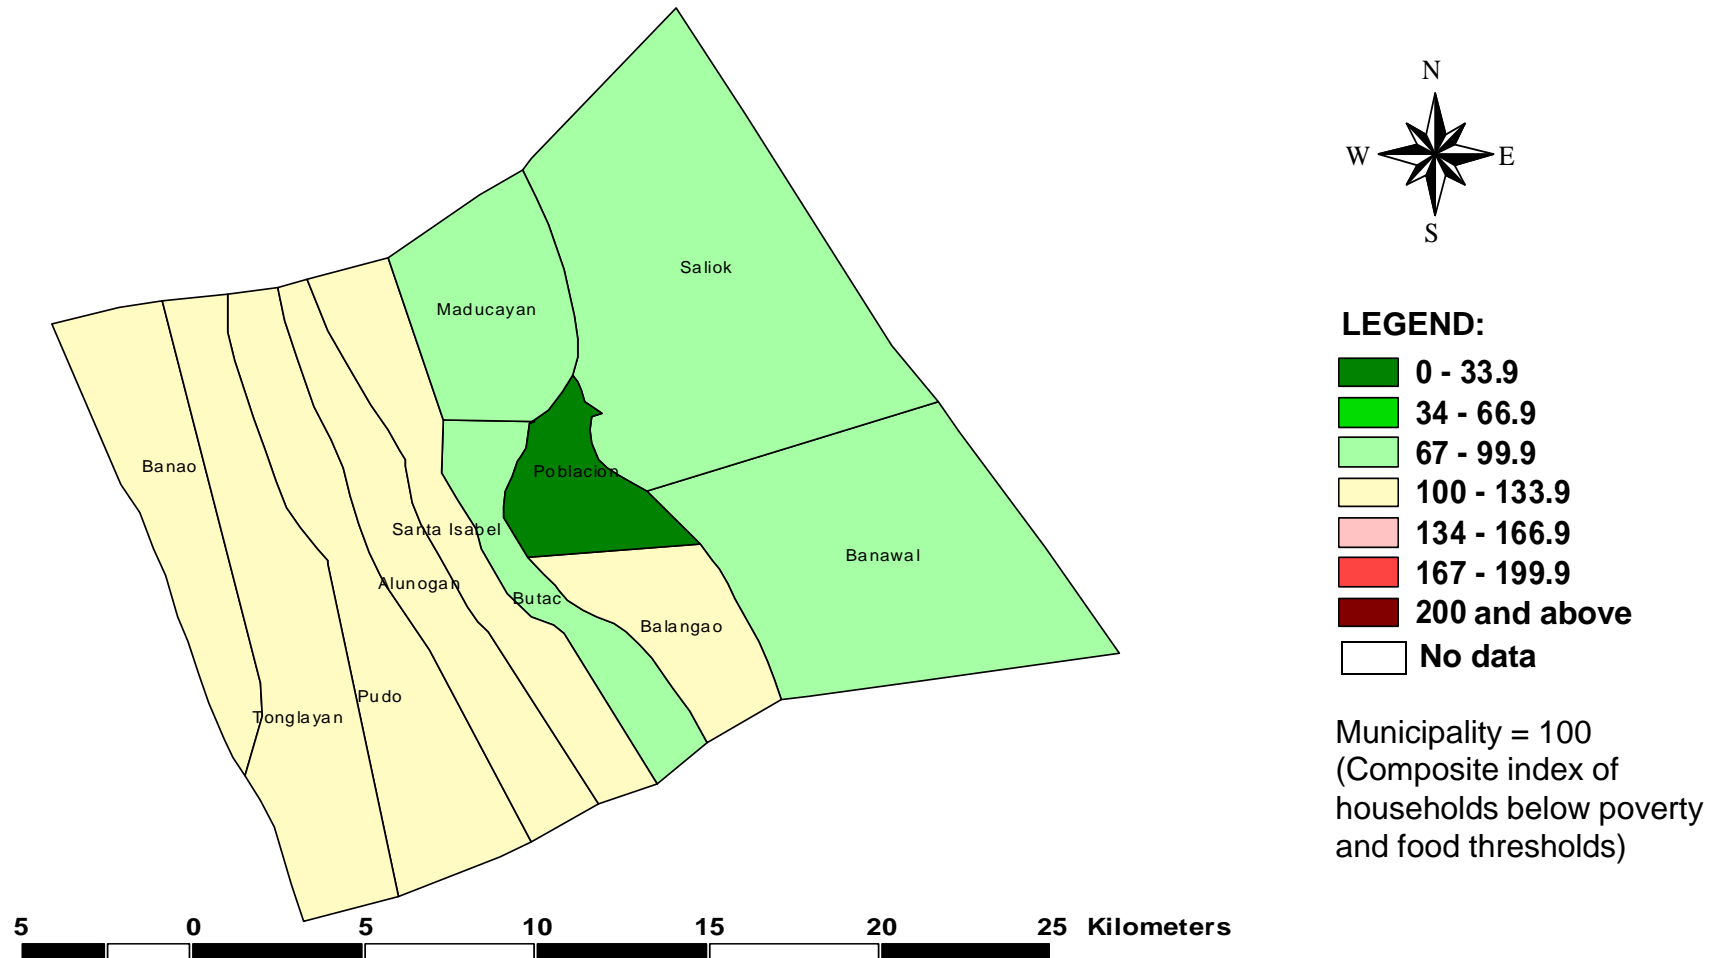 N
W E
S
Saliok
Maducayan
Banao
Poblacion
Santa Isabel
Banawal
Alunogan
Butac
Balangao
Pudo
Tonglayan
LEGEND:
0 - 33.9
34 - 66.9
67 - 99.9
100 - 133.9
134 - 166.9
167 - 199.9
200 and above
No data
Municipality = 100
(Composite index of
households below poverty
and food thresholds)
5 0 5 10 15 20 25 Kilometers